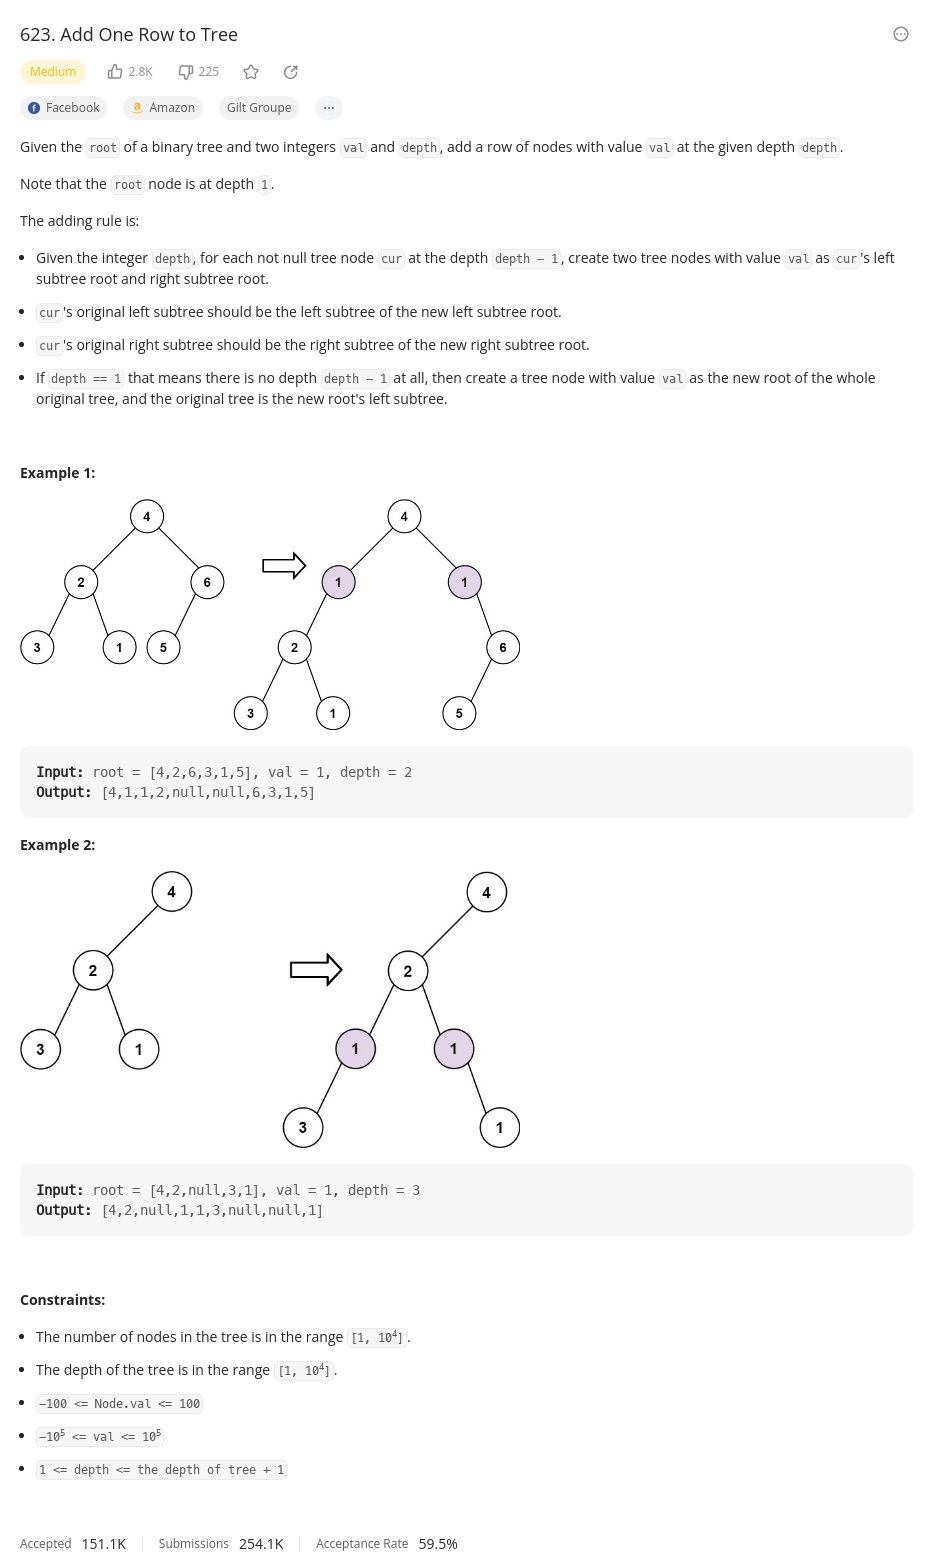 623. Add One Row to Tree
Medium 2.8K 225
Facebook Amazon Gilt Groupe ...
Given the root of a binary tree and two integers val and depth, add a row of nodes with value val at the given depth depth.
Note that the root node is at depth 1.
The adding rule is:
• Given the integer depth, for each not null tree node cur at the depth depth − 1, create two tree nodes with value val as cur's left
subtree root and right subtree root.
• cur's original left subtree should be the left subtree of the new left subtree root.
• cur's original right subtree should be the right subtree of the new right subtree root.
• If depth == 1 that means there is no depth depth − 1 at all, then create a tree node with value val as the new root of the whole
original tree, and the original tree is the new root's left subtree.
Example 1:
4 4
2 6 1 1
3 1 5 2 6
3 1 5
Input: root = [4,2,6,3,1,5], val = 1, depth = 2
Output: [4,1,1,2,null,null,6,3,1,5]
Example 2:
4 4
2 2
3 1 1 1
3 1
Input: root = [4,2,null,3,1], val = 1, depth = 3
Output: [4,2,null,1,1,3,null,null,1]
Constraints:
• The number of nodes in the tree is in the range [1, 10⁴].
• The depth of the tree is in the range [1, 10⁴].
• −100 <= Node.val <= 100
• −10⁵ <= val <= 10⁵
• 1 <= depth <= the depth of tree + 1
Accepted 151.1K Submissions 254.1K Acceptance Rate 59.5%